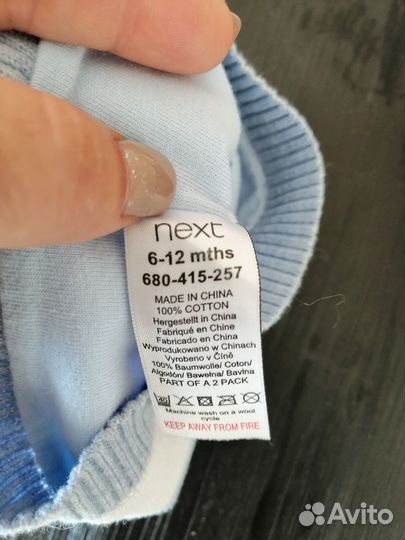 next
6-12 mths
680-415-257
MADE IN CHINA
100% COTTON
Hergestellt in China
Fabriqué en Chine
Fabricado en China
Wyprodukowano w Chinach
Vyrobeno v Číně
100% Baumwolle/ Coton/
Algodón/ Bawełna/ Bavlna
PART OF A 2 PACK
Machine wash on a wool
cycle
KEEP AWAY FROM FIRE
Avito